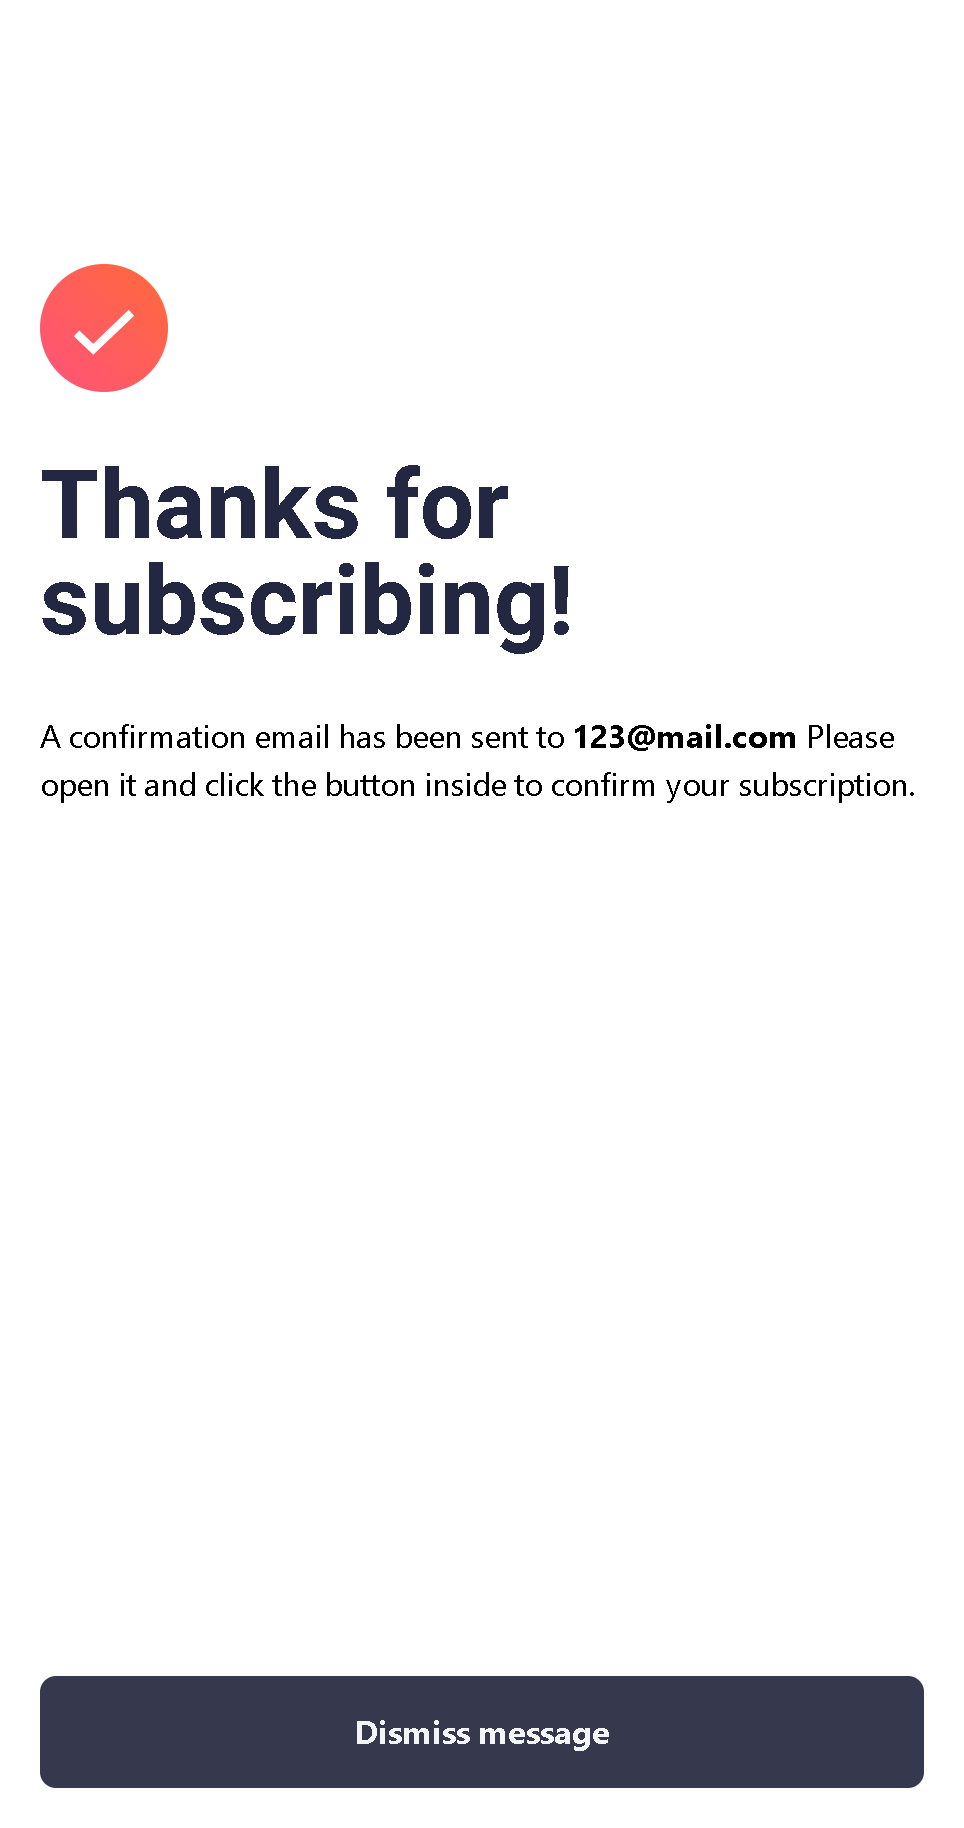 Thanks for
subscribing!
A confirmation email has been sent to 123@mail.com Please
open it and click the button inside to confirm your subscription.
Dismiss message